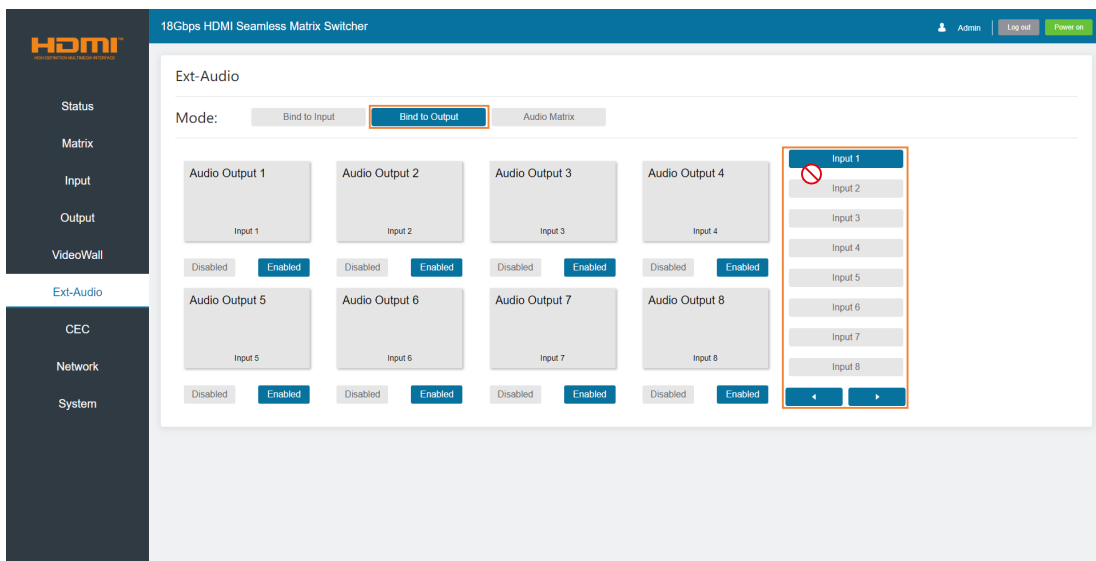 18Gbps HDMI Seamless Matrix Switcher
Admin
Log out
Power on
HDMI™
HIGH-DEFINITION MULTIMEDIA INTERFACE
Status
Matrix
Input
Output
VideoWall
Ext-Audio
CEC
Network
System
Ext-Audio
Mode:
Bind to Input
Bind to Output
Audio Matrix
Audio Output 1
Input 1
Disabled
Enabled
Audio Output 2
Input 2
Disabled
Enabled
Audio Output 3
Input 3
Disabled
Enabled
Audio Output 4
Input 4
Disabled
Enabled
Audio Output 5
Input 5
Disabled
Enabled
Audio Output 6
Input 6
Disabled
Enabled
Audio Output 7
Input 7
Disabled
Enabled
Audio Output 8
Input 8
Disabled
Enabled
Input 1
Input 2
Input 3
Input 4
Input 5
Input 6
Input 7
Input 8